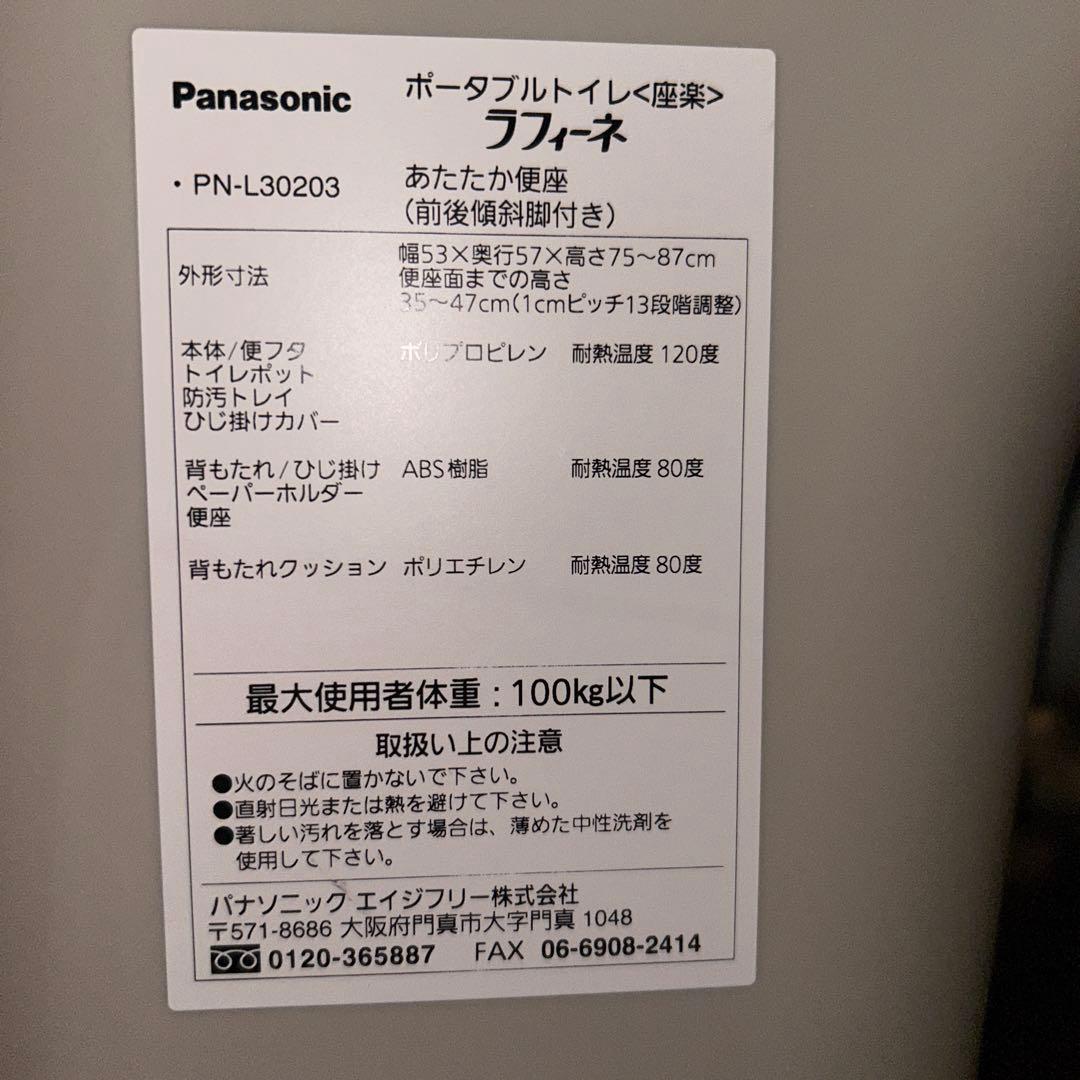 Panasonic
ポータブルトイレ<座楽>
ラフィーネ
・PN-L30203
あたたか便座
(前後傾斜脚付き)
外形寸法
幅53×奥行57×高さ75〜87cm
便座面までの高さ
35〜47cm(1cmピッチ13段階調整)
本体/便フタ ポリプロピレン 耐熱温度 120度
トイレポット
防汚トレイ
ひじ掛けカバー
背もたれ/ひじ掛け ABS樹脂 耐熱温度 80度
ペーパーホルダー
便座
背もたれクッション ポリエチレン 耐熱温度 80度
最大使用者体重:100kg以下
取扱い上の注意
●火のそばに置かないで下さい。
●直射日光または熱を避けて下さい。
●著しい汚れを落とす場合は、薄めた中性洗剤を
使用して下さい。
パナソニック エイジフリー株式会社
〒571-8686 大阪府門真市大字門真 1048
0120-365887 FAX 06-6908-2414